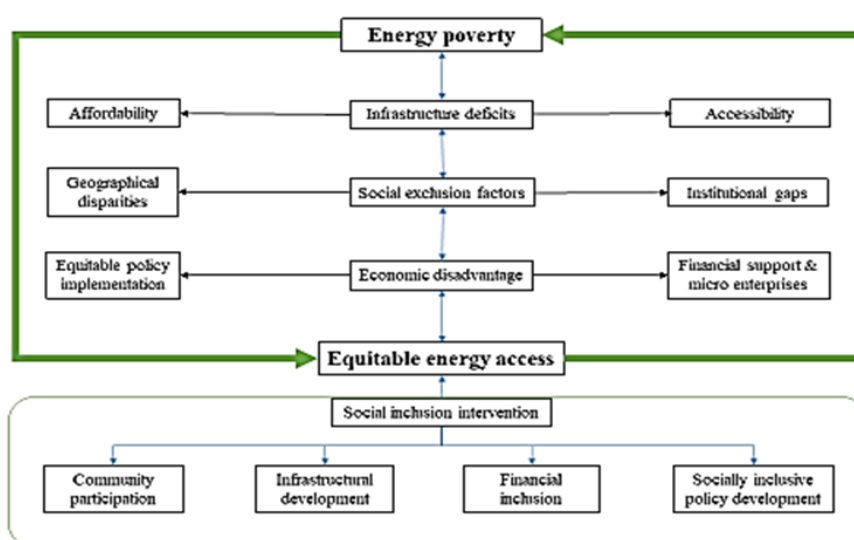 Energy poverty
Affordability
Infrastructure deficits
Accessibility
Geographical
disparities
Social exclusion factors
Institutional gaps
Equitable policy
implementation
Economic disadvantage
Financial support &
micro enterprises
Equitable energy access
Social inclusion intervention
Community
participation
Infrastructural
development
Financial
inclusion
Socially inclusive
policy development